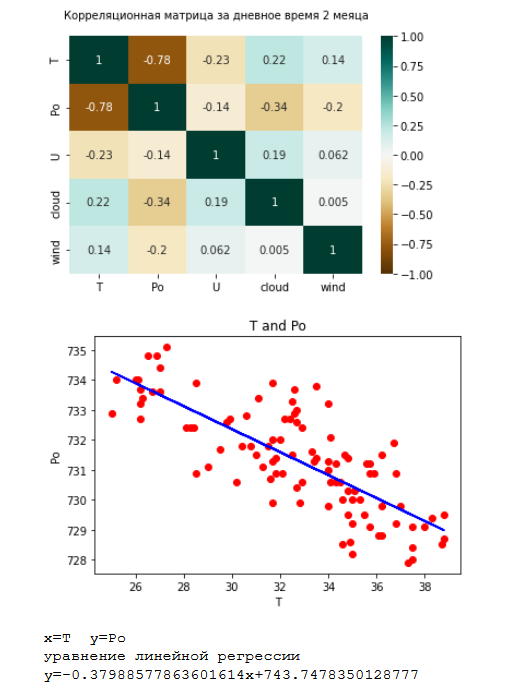 Корреляционная матрица за дневное время 2 меяца
T 1 -0.78 -0.23 0.22 0.14
Po -0.78 1 -0.14 -0.34 -0.2
U -0.23 -0.14 1 0.19 0.062
cloud 0.22 -0.34 0.19 1 0.005
wind 0.14 -0.2 0.062 0.005 1
T Po U cloud wind
1.00
0.75
0.50
0.25
0.00
−0.25
−0.50
−0.75
−1.00
T and Po
Po
735
734
733
732
731
730
729
728
26 28 30 32 34 36 38
T
x=T y=Po
уравнение линейной регрессии
y=-0.37988577863601614x+743.7478350128777